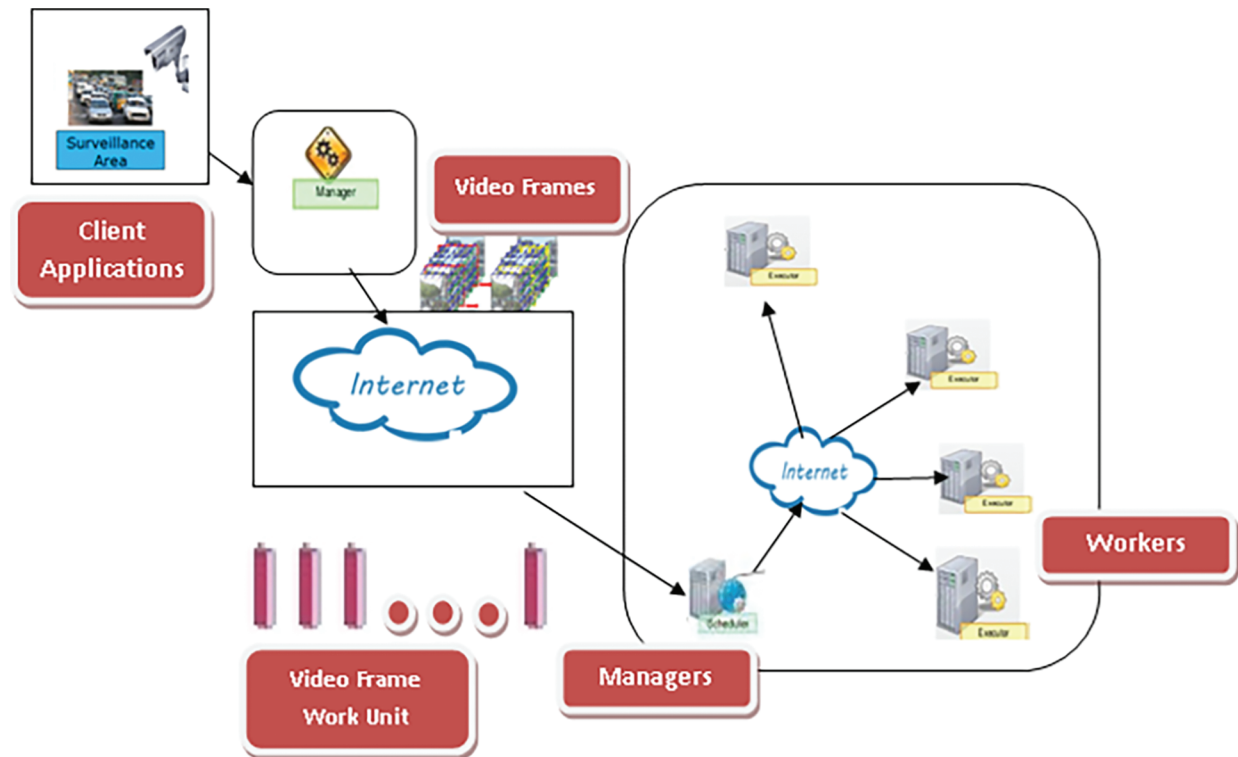 Surveillance
Area
Client
Applications
Manager
Video Frames
Internet
Executor
Executor
Internet
Executor
Executor
Workers
Scheduler
Managers
Video Frame
Work Unit